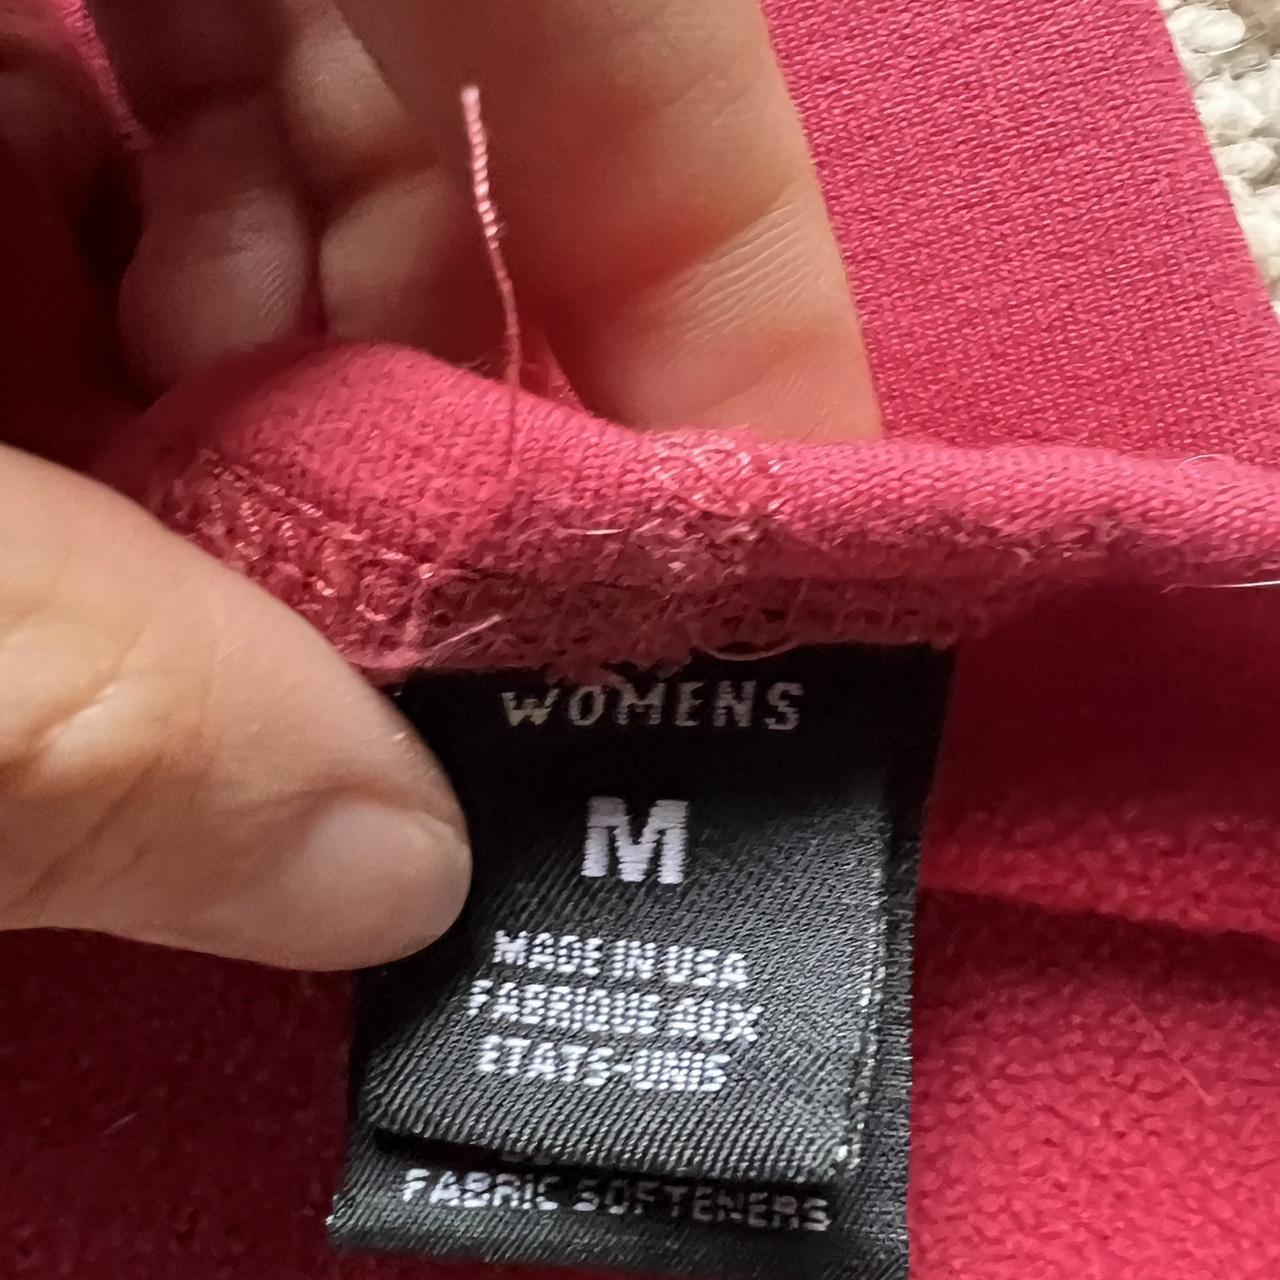 WOMENS
M
MADE IN USA
FABRIQUE AUX
ETATS-UNIS
FABRIC SOFTENERS